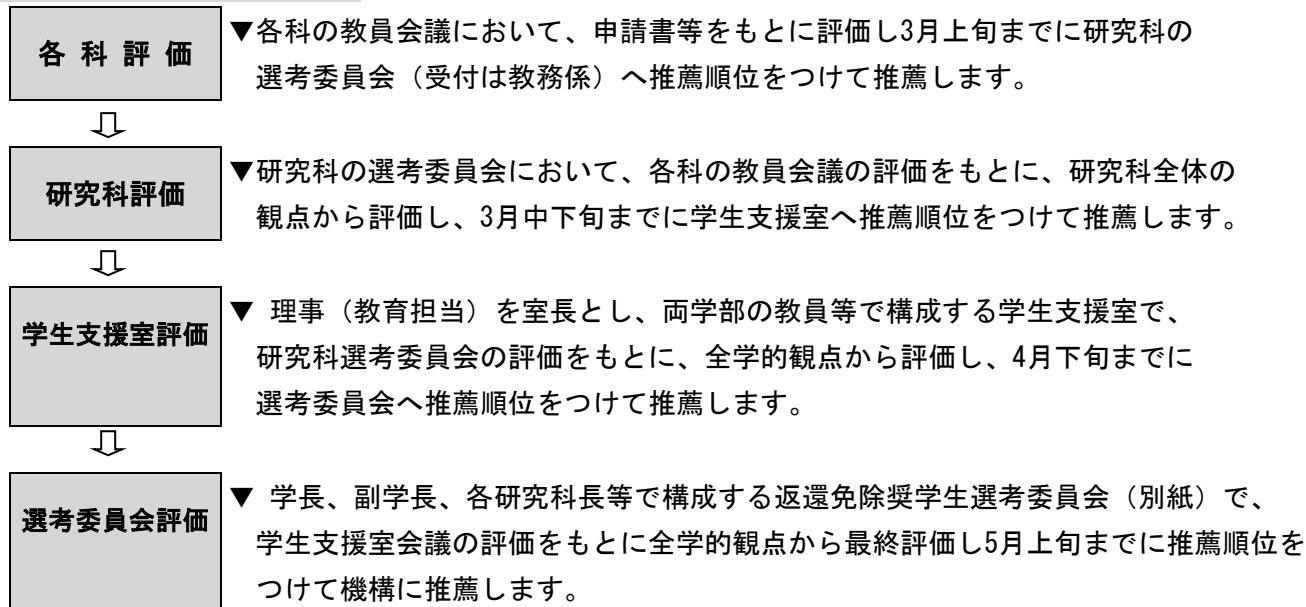 各 科 評 価
▼各科の教員会議において、申請書等をもとに評価し3月上旬までに研究科の
選考委員会（受付は教務係）へ推薦順位をつけて推薦します。
研究科評価
▼研究科の選考委員会において、各科の教員会議の評価をもとに、研究科全体の
観点から評価し、3月中下旬までに学生支援室へ推薦順位をつけて推薦します。
学生支援室評価
▼ 理事（教育担当）を室長とし、両学部の教員等で構成する学生支援室で、
研究科選考委員会の評価をもとに、全学的観点から評価し、4月下旬までに
選考委員会へ推薦順位をつけて推薦します。
選考委員会評価
▼ 学長、副学長、各研究科長等で構成する返還免除奨学生選考委員会（別紙）で、
学生支援室会議の評価をもとに全学的観点から最終評価し5月上旬までに推薦順位を
つけて機構に推薦します。